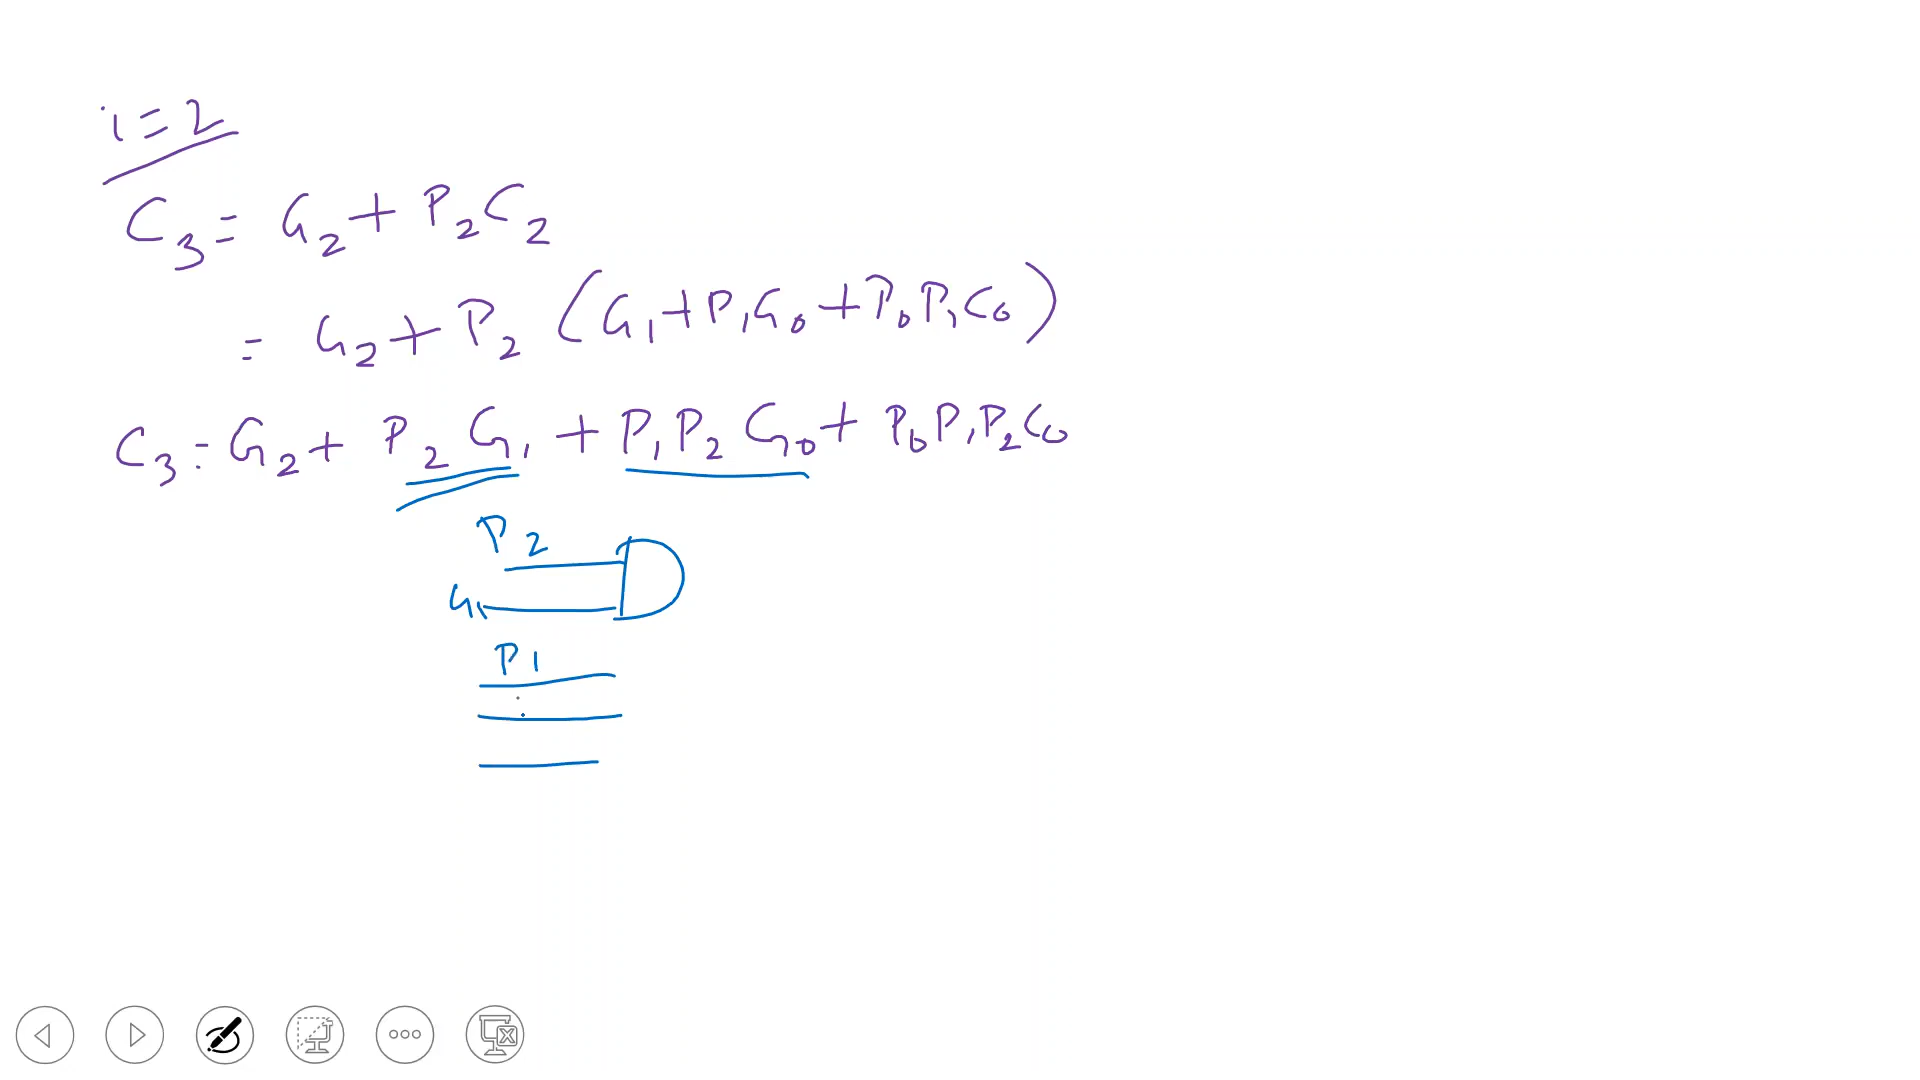 i=2
C₃ = G₂ + P₂C₂
= G₂ + P₂ (G₁ + P₁G₀ + P₀P₁C₀)
C₃ = G₂ + P₂G₁ + P₁P₂G₀ + P₀P₁P₂C₀
P₂
G₁
P1